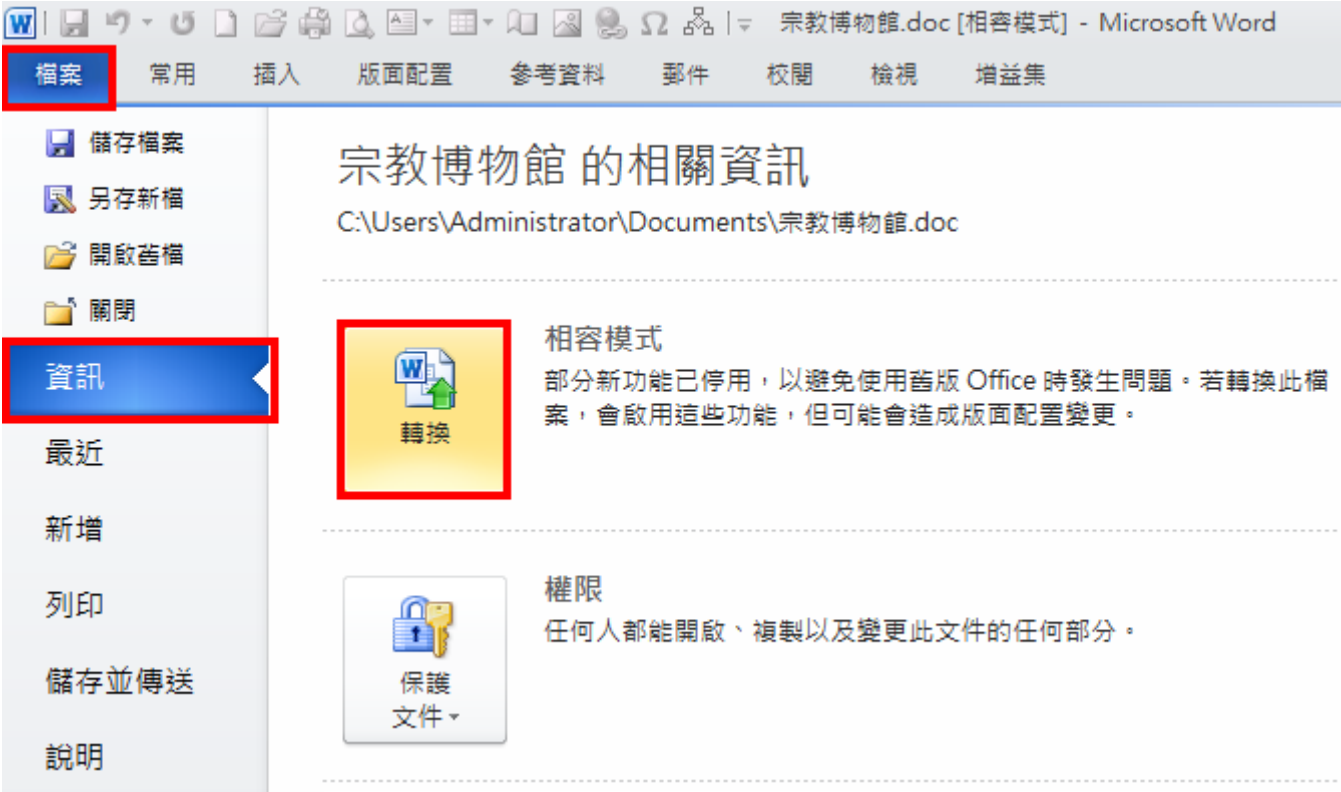 宗教博物館.doc [相容模式] - Microsoft Word
檔案 常用 插入 版面配置 參考資料 郵件 校閱 檢視 增益集
儲存檔案
另存新檔
開啟舊檔
關閉
資訊
最近
新增
列印
儲存並傳送
說明
宗教博物館 的相關資訊
C:\Users\Administrator\Documents\宗教博物館.doc
轉換
相容模式
部分新功能已停用，以避免使用舊版 Office 時發生問題。若轉換此檔
案，會啟用這些功能，但可能會造成版面配置變更。
保護
文件
權限
任何人都能開啟、複製以及變更此文件的任何部分。